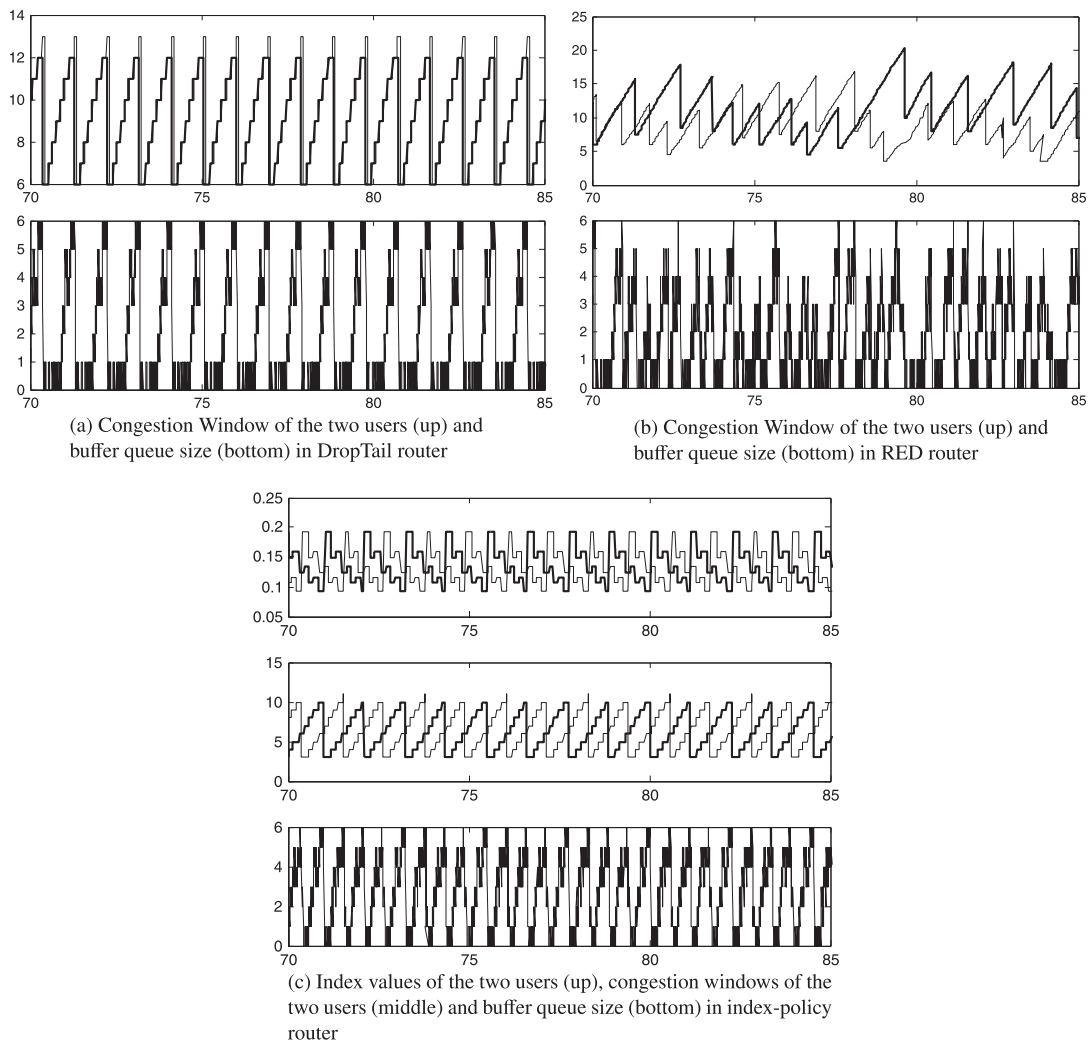 14
12
10
8
6
70 75 80 85
6
5
4
3
2
1
0
70 75 80 85
(a) Congestion Window of the two users (up) and
buffer queue size (bottom) in DropTail router
25
20
15
10
5
0
70 75 80 85
6
5
4
3
2
1
0
70 75 80 85
(b) Congestion Window of the two users (up) and
buffer queue size (bottom) in RED router
0.25
0.2
0.15
0.1
0.05
70 75 80 85
15
10
5
0
70 75 80 85
6
4
2
0
70 75 80 85
(c) Index values of the two users (up), congestion windows of the
two users (middle) and buffer queue size (bottom) in index-policy
router